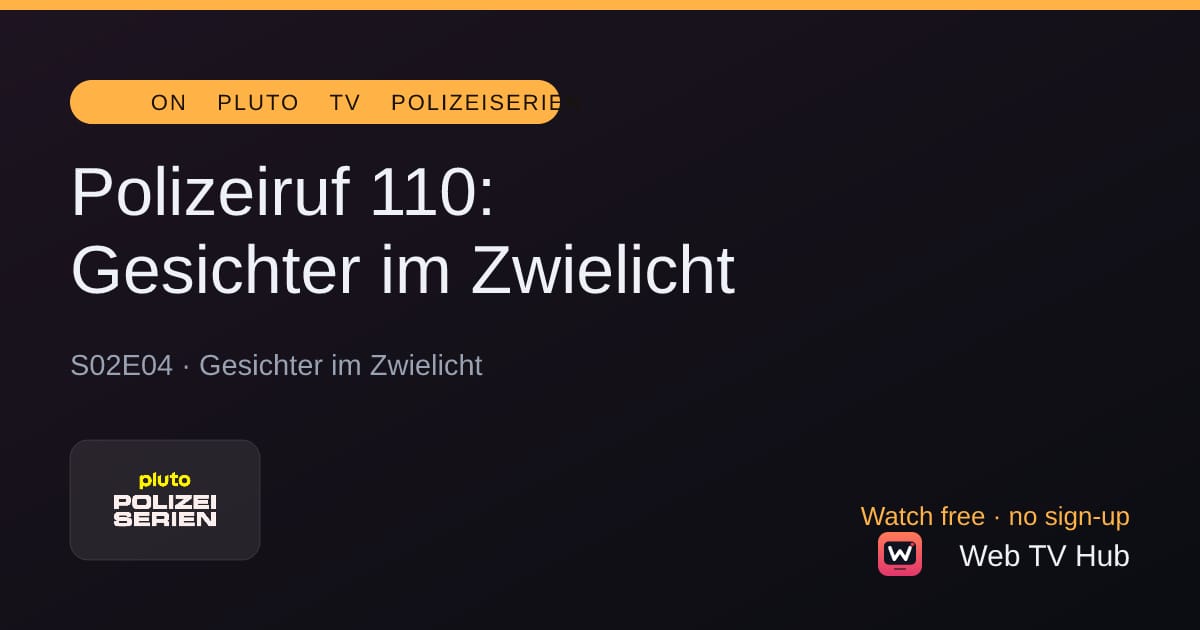 ON PLUTO TV POLIZEISERIE
Polizeiruf 110:
Gesichter im Zwielicht
S02E04 · Gesichter im Zwielicht
pluto
POLIZEI
SERIEN
Watch free · no sign-up
W
Web TV Hub